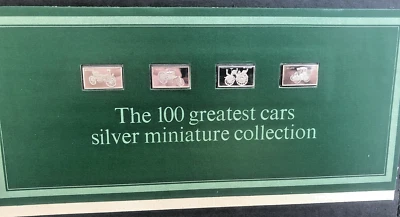 The 100 greatest cars
silver miniature collection